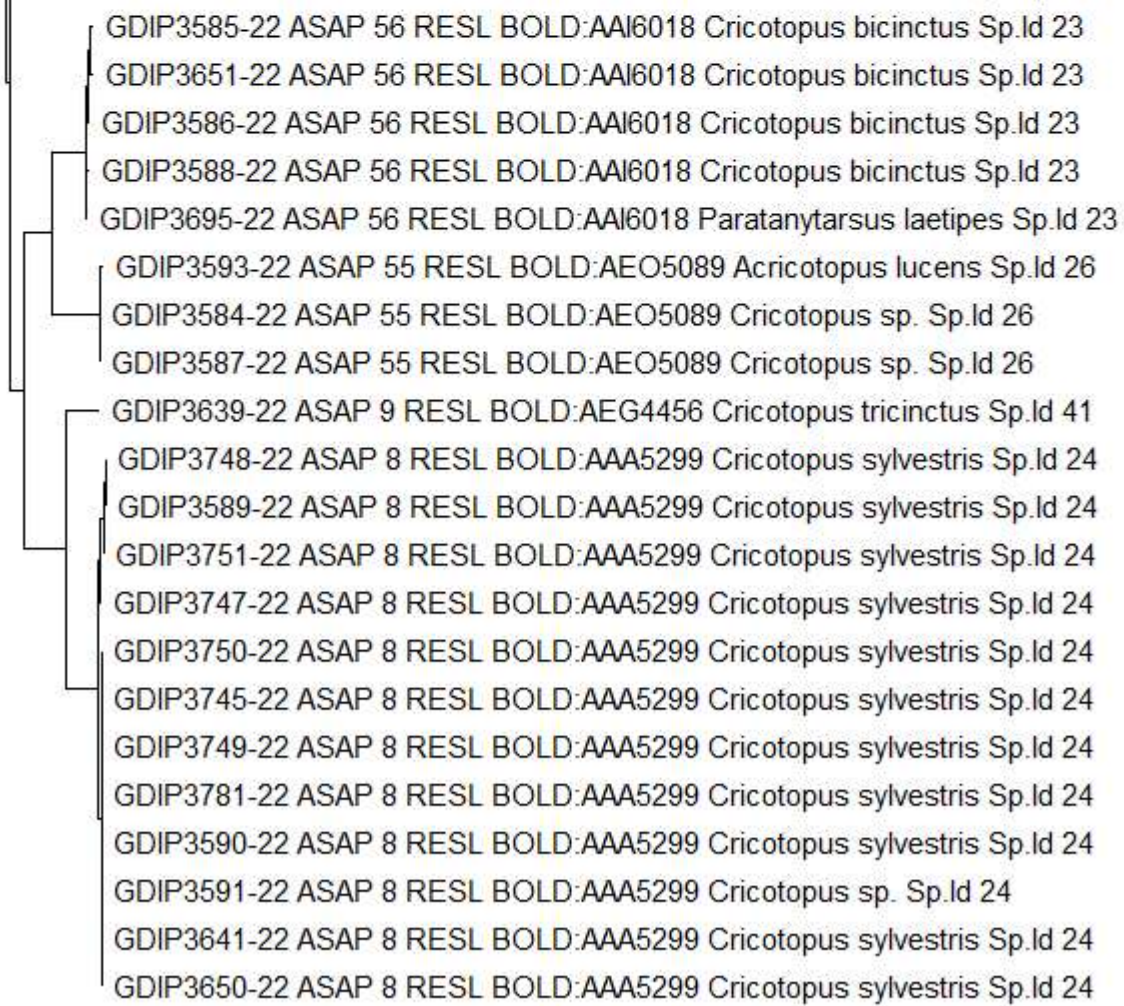 GDIP3585-22 ASAP 56 RESL BOLD:AAI6018 Cricotopus bicinctus Sp.Id 23
GDIP3651-22 ASAP 56 RESL BOLD:AAI6018 Cricotopus bicinctus Sp.Id 23
GDIP3586-22 ASAP 56 RESL BOLD:AAI6018 Cricotopus bicinctus Sp.Id 23
GDIP3588-22 ASAP 56 RESL BOLD:AAI6018 Cricotopus bicinctus Sp.Id 23
GDIP3695-22 ASAP 56 RESL BOLD:AAI6018 Paratanytarsus laetipes Sp.Id 23
GDIP3593-22 ASAP 55 RESL BOLD:AEO5089 Acricotopus lucens Sp.Id 26
GDIP3584-22 ASAP 55 RESL BOLD:AEO5089 Cricotopus sp. Sp.Id 26
GDIP3587-22 ASAP 55 RESL BOLD:AEO5089 Cricotopus sp. Sp.Id 26
GDIP3639-22 ASAP 9 RESL BOLD:AEG4456 Cricotopus tricinctus Sp.Id 41
GDIP3748-22 ASAP 8 RESL BOLD:AAA5299 Cricotopus sylvestris Sp.Id 24
GDIP3589-22 ASAP 8 RESL BOLD:AAA5299 Cricotopus sylvestris Sp.Id 24
GDIP3751-22 ASAP 8 RESL BOLD:AAA5299 Cricotopus sylvestris Sp.Id 24
GDIP3747-22 ASAP 8 RESL BOLD:AAA5299 Cricotopus sylvestris Sp.Id 24
GDIP3750-22 ASAP 8 RESL BOLD:AAA5299 Cricotopus sylvestris Sp.Id 24
GDIP3745-22 ASAP 8 RESL BOLD:AAA5299 Cricotopus sylvestris Sp.Id 24
GDIP3749-22 ASAP 8 RESL BOLD:AAA5299 Cricotopus sylvestris Sp.Id 24
GDIP3781-22 ASAP 8 RESL BOLD:AAA5299 Cricotopus sylvestris Sp.Id 24
GDIP3590-22 ASAP 8 RESL BOLD:AAA5299 Cricotopus sylvestris Sp.Id 24
GDIP3591-22 ASAP 8 RESL BOLD:AAA5299 Cricotopus sp. Sp.Id 24
GDIP3641-22 ASAP 8 RESL BOLD:AAA5299 Cricotopus sylvestris Sp.Id 24
GDIP3650-22 ASAP 8 RESL BOLD:AAA5299 Cricotopus sylvestris Sp.Id 24